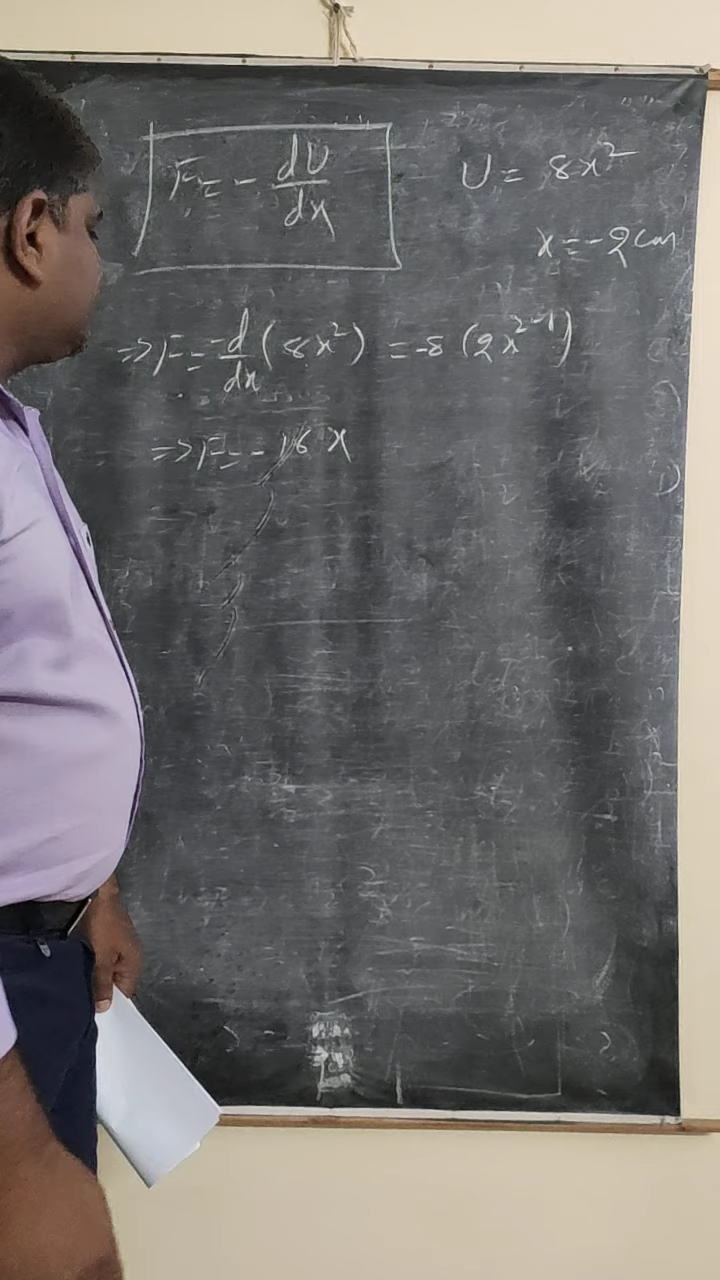 F = - dU/dx
U = 8x²
x = -2cm
=> F = -d/dx (8x²) = -8 (2x²⁻¹)
=> F = - 16 x